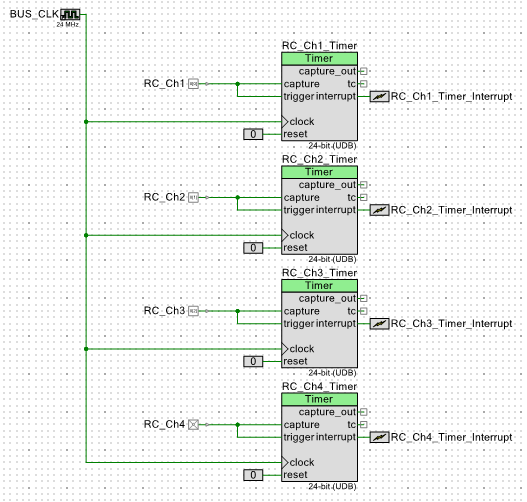 BUS_CLK
24 MHz
RC_Ch1_Timer
Timer
capture_out
RC_Ch1 capture tc
trigger interrupt RC_Ch1_Timer_Interrupt
clock
0 reset
24-bit (UDB)
RC_Ch2_Timer
Timer
capture_out
RC_Ch2 capture tc
trigger interrupt RC_Ch2_Timer_Interrupt
clock
0 reset
24-bit (UDB)
RC_Ch3_Timer
Timer
capture_out
RC_Ch3 capture tc
trigger interrupt RC_Ch3_Timer_Interrupt
clock
0 reset
24-bit (UDB)
RC_Ch4_Timer
Timer
capture_out
RC_Ch4 capture tc
trigger interrupt RC_Ch4_Timer_Interrupt
clock
0 reset
24-bit (UDB)